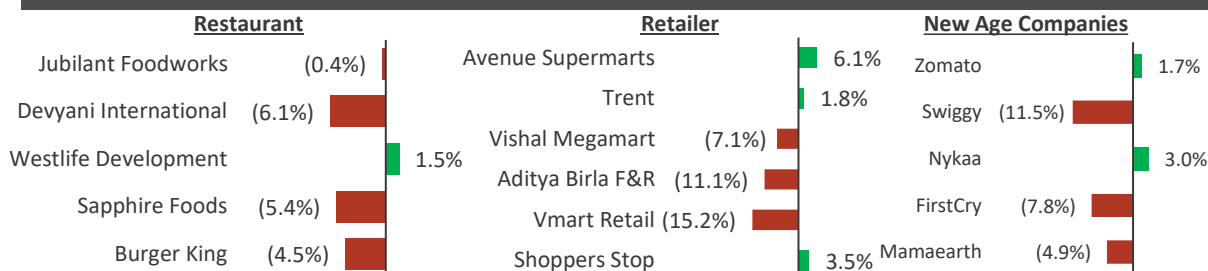 Restaurant
Jubilant Foodworks (0.4%)
Devyani International (6.1%)
Westlife Development 1.5%
Sapphire Foods (5.4%)
Burger King (4.5%)
Retailer
Avenue Supermarts 6.1%
Trent 1.8%
Vishal Megamart (7.1%)
Aditya Birla F&R (11.1%)
Vmart Retail (15.2%)
Shoppers Stop 3.5%
New Age Companies
Zomato 1.7%
Swiggy (11.5%)
Nykaa 3.0%
FirstCry (7.8%)
Mamaearth (4.9%)